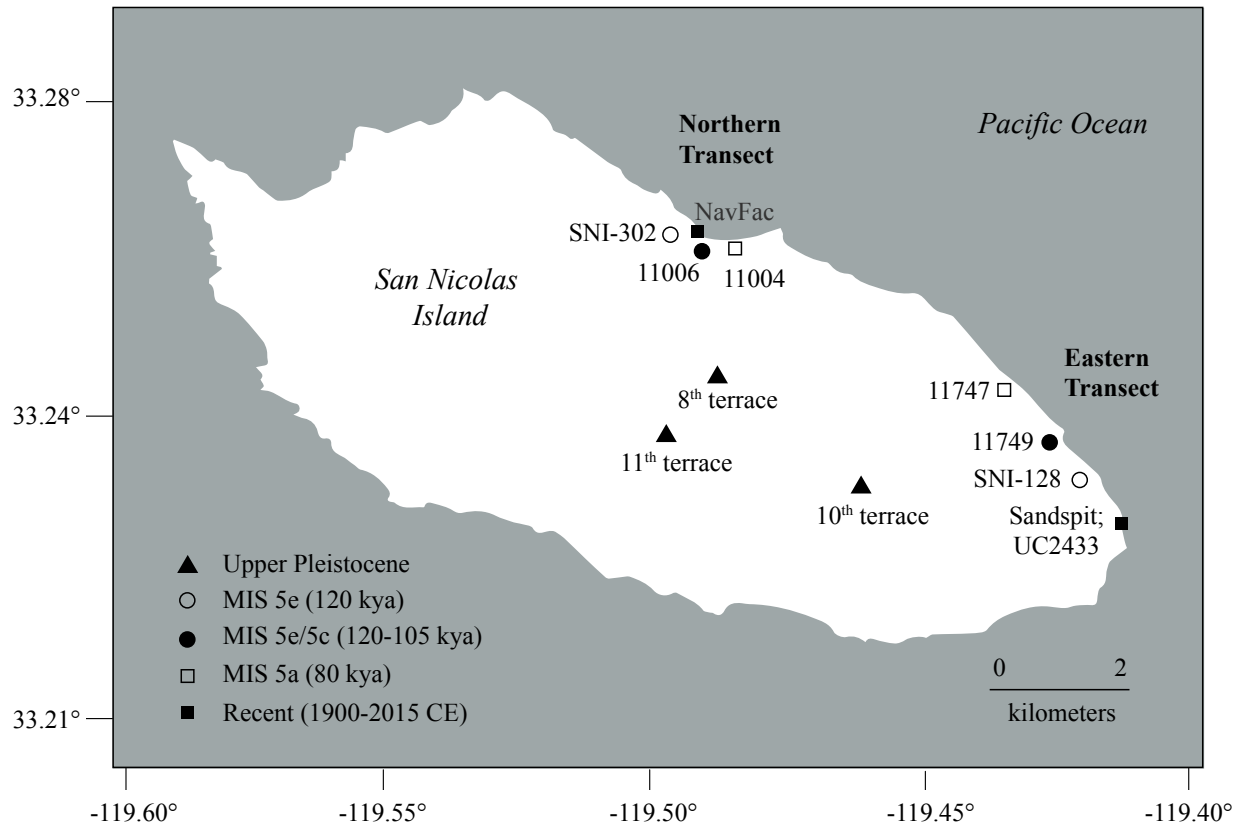 33.28°
33.24°
33.21°
Pacific Ocean
Northern
Transect
NavFac
SNI-302
11006
11004
San Nicolas
Island
Eastern
Transect
8th terrace
11747
11th terrace
11749
SNI-128
10th terrace
Sandspit;
UC2433
Upper Pleistocene
MIS 5e (120 kya)
MIS 5e/5c (120-105 kya)
MIS 5a (80 kya)
Recent (1900-2015 CE)
0 2
kilometers
-119.60° -119.55° -119.50° -119.45° -119.40°